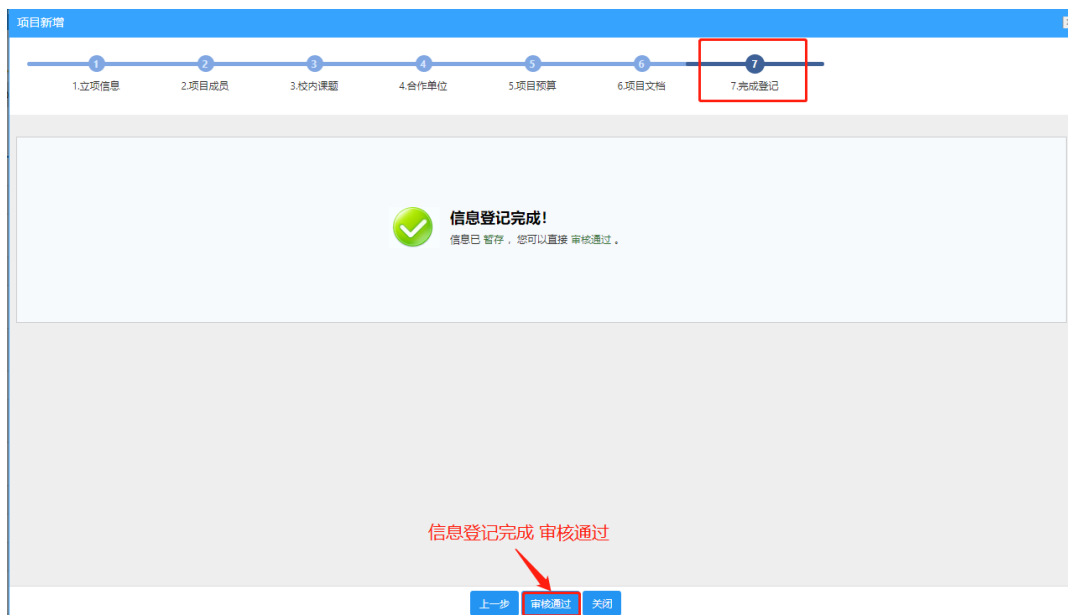 项目新增
1 2 3 4 5 6 7
1.立项信息 2.项目成员 3.校内课题 4.合作单位 5.项目预算 6.项目文档 7.完成登记
信息登记完成！
信息已 暂存 ，您可以直接 审核通过 。
信息登记完成 审核通过
上一步 审核通过 关闭